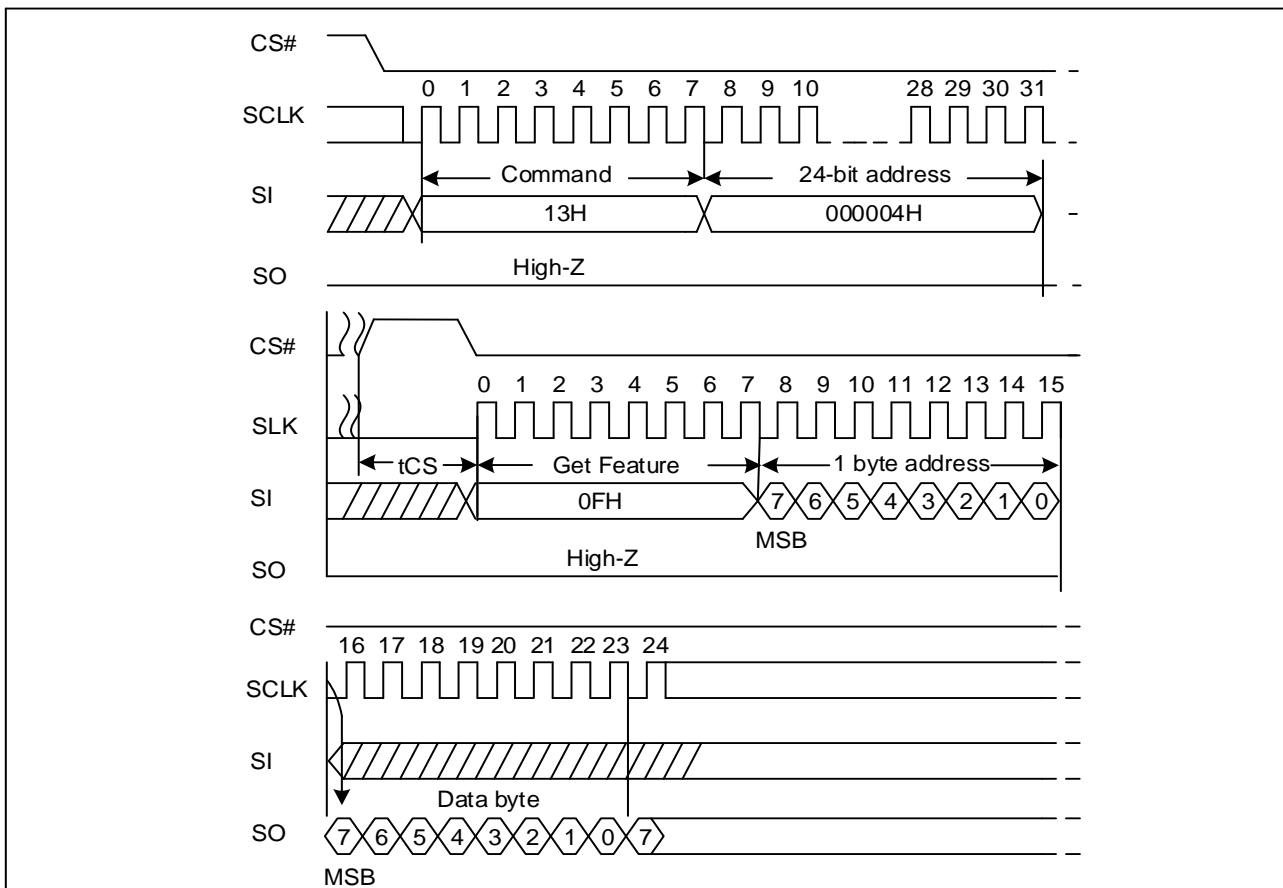 CS#
0 1 2 3 4 5 6 7 8 9 10 28 29 30 31
SCLK
Command 24-bit address
SI
13H 000004H
High-Z
SO
CS#
0 1 2 3 4 5 6 7 8 9 10 11 12 13 14 15
SLK
tCS Get Feature 1 byte address
SI
0FH 7 6 5 4 3 2 1 0
MSB
High-Z
SO
CS#
16 17 18 19 20 21 22 23 24
SCLK
SI
Data byte
SO 7 6 5 4 3 2 1 0 7
MSB